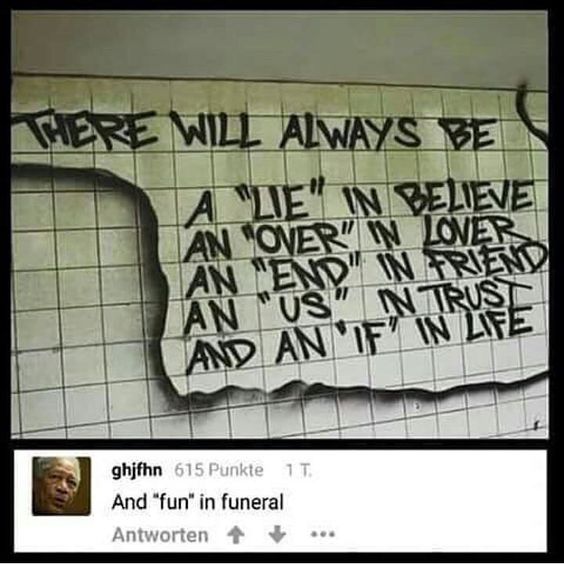 THERE WILL ALWAYS BE
A "LIE" IN BELIEVE
AN "OVER" IN LOVER
AN "END" IN FRIEND
AN "US" IN TRUST
AND AN "IF" IN LIFE
ghjfhn 615 Punkte 1 T.
And "fun" in funeral
Antworten